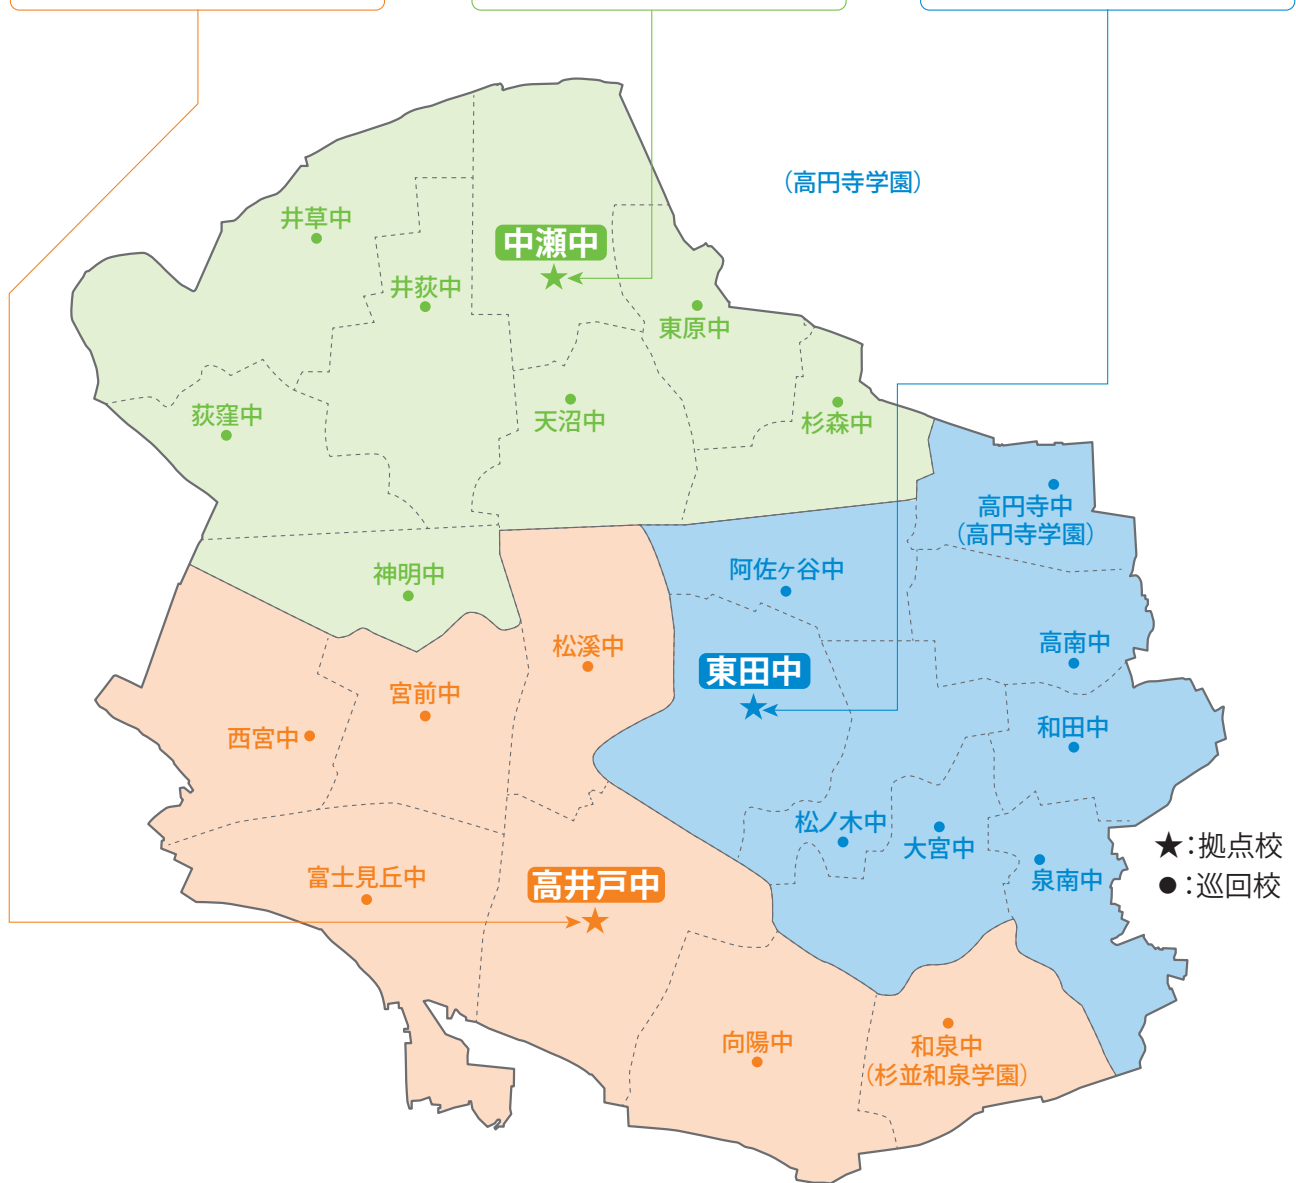 (高円寺学園)
井草中
中瀬中
井荻中
東原中
荻窪中
天沼中
杉森中
高円寺中
(高円寺学園)
神明中
阿佐ヶ谷中
松溪中
東田中
高南中
宮前中
西宮中
和田中
松ノ木中
大宮中
泉南中
★:拠点校
●:巡回校
富士見丘中
高井戸中
向陽中
和泉中
(杉並和泉学園)